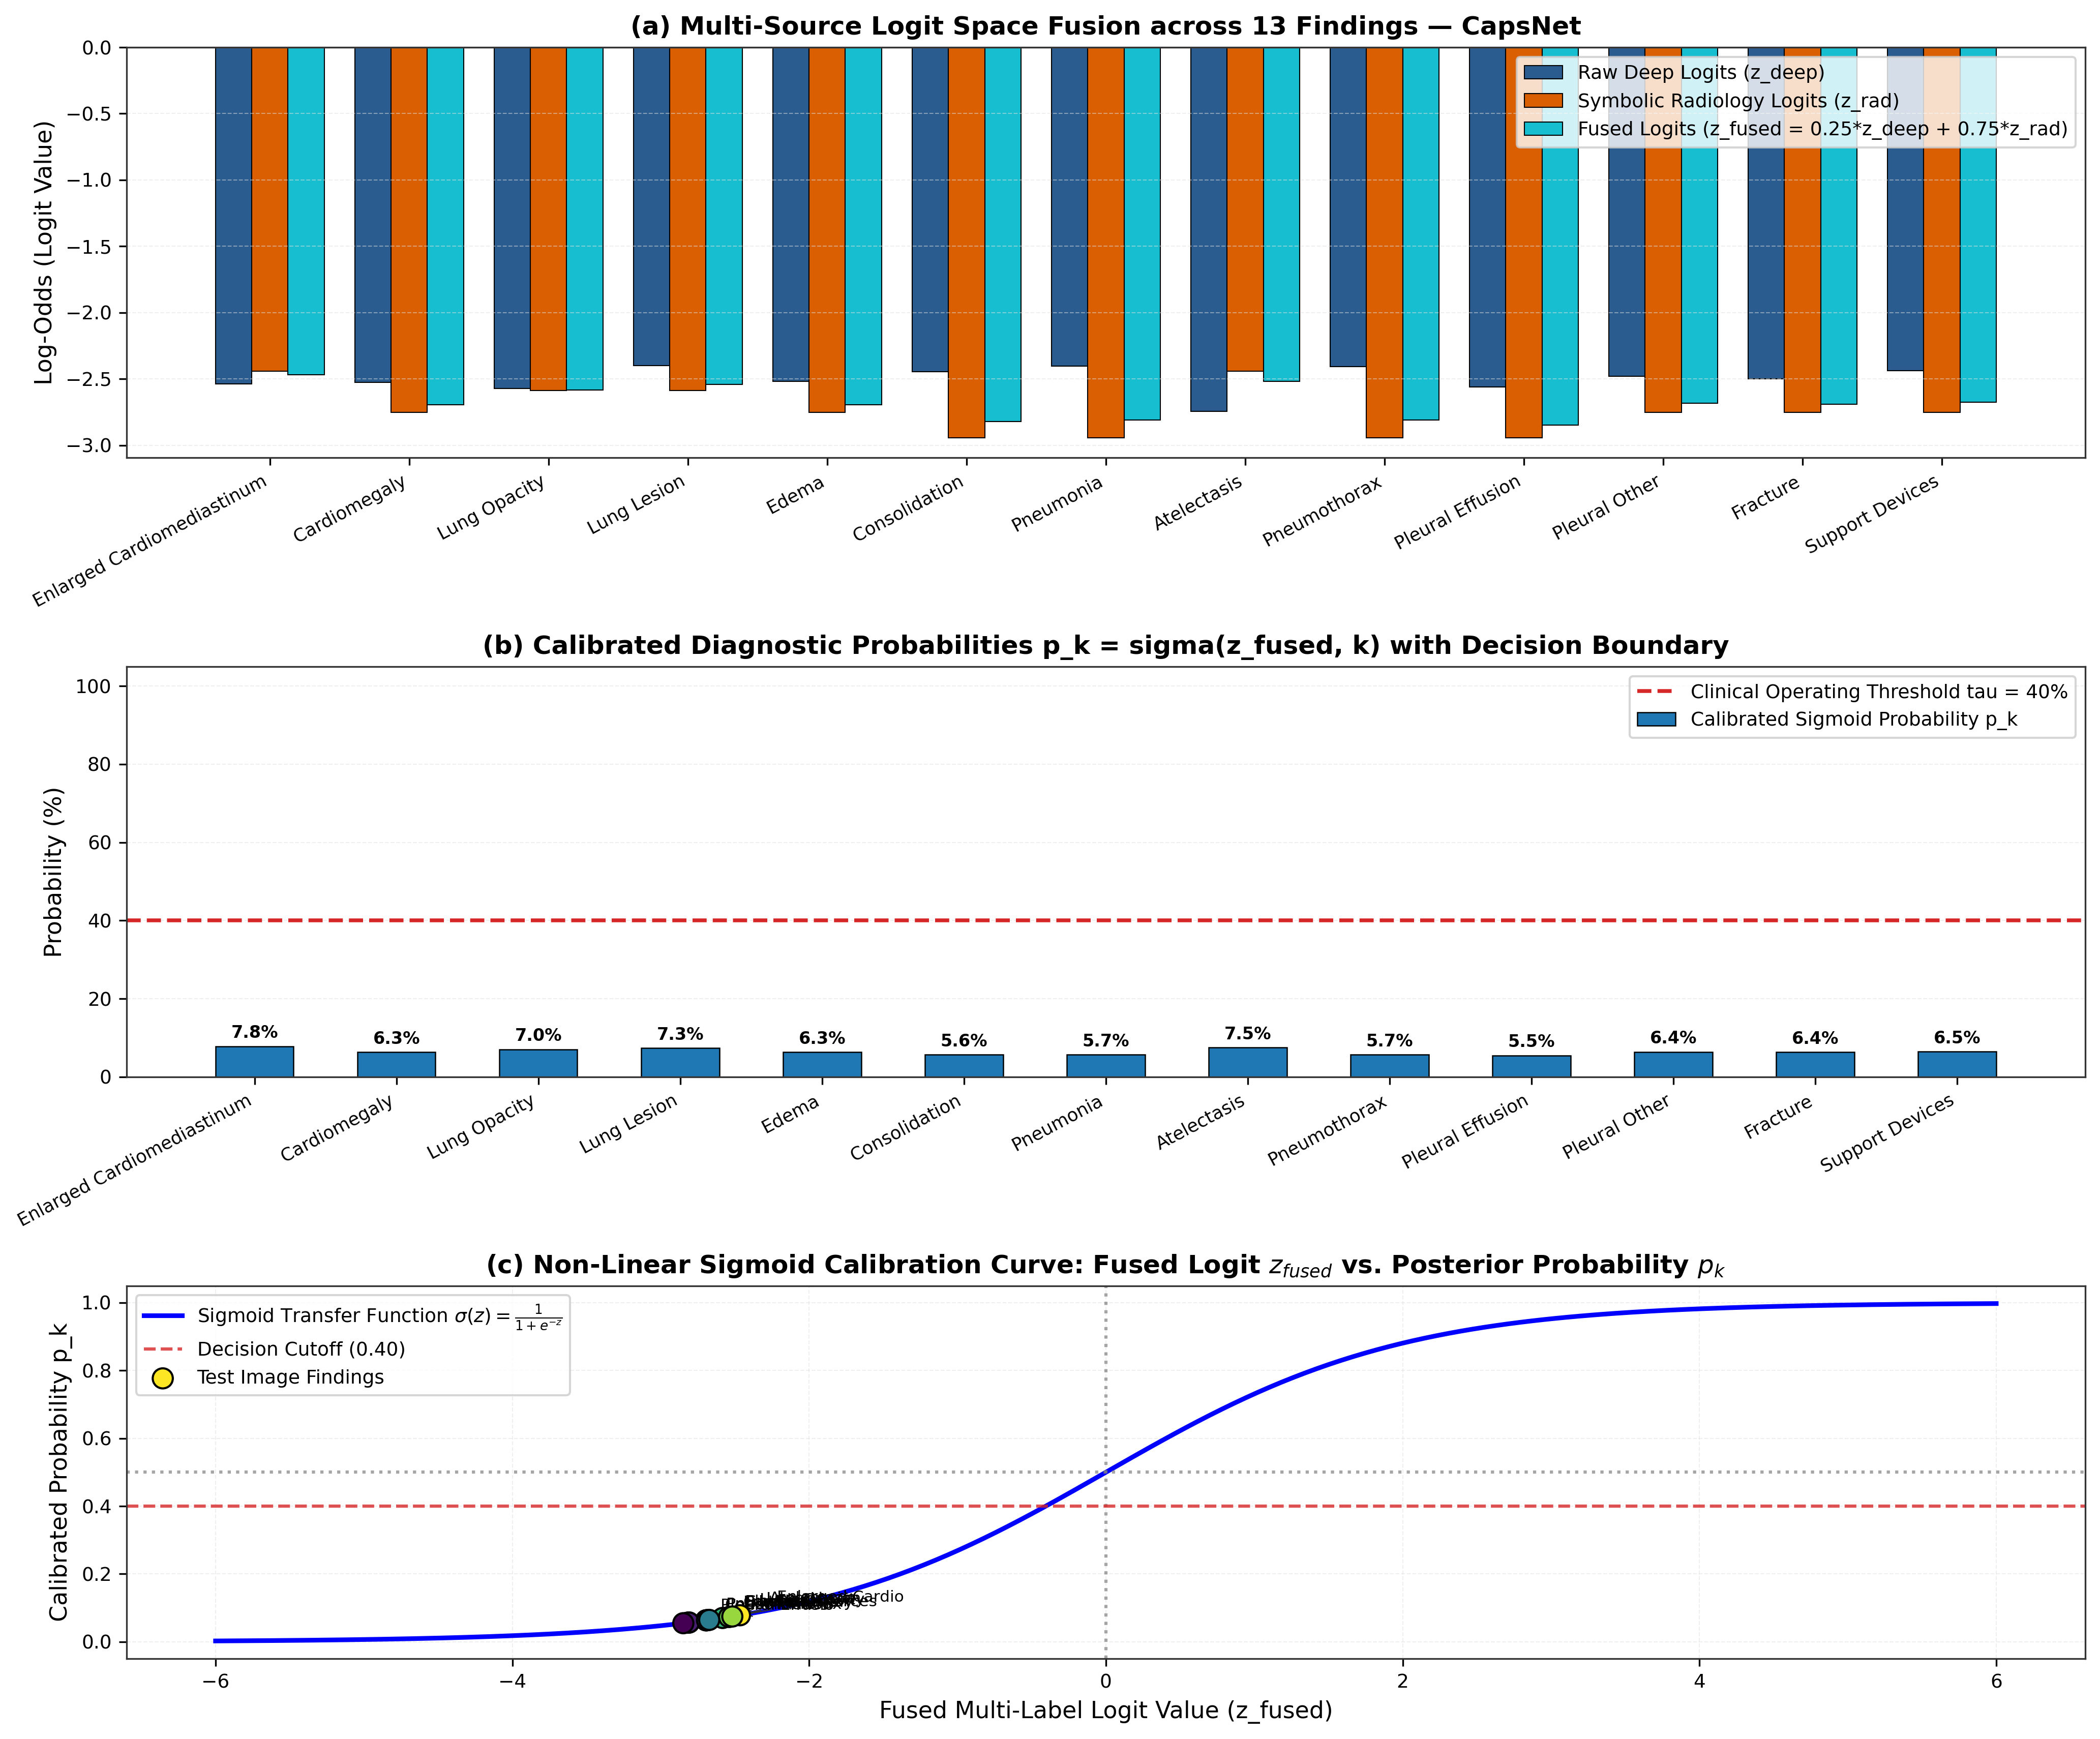 (a) Multi-Source Logit Space Fusion across 13 Findings — CapsNet
Raw Deep Logits (z_deep)
Symbolic Radiology Logits (z_rad)
Fused Logits (z_fused = 0.25*z_deep + 0.75*z_rad)
Log-Odds (Logit Value)
0.0
−0.5
−1.0
−1.5
−2.0
−2.5
−3.0
Enlarged Cardiomediastinum
Cardiomegaly
Lung Opacity
Lung Lesion
Edema
Consolidation
Pneumonia
Atelectasis
Pneumothorax
Pleural Effusion
Pleural Other
Fracture
Support Devices
(b) Calibrated Diagnostic Probabilities p_k = sigma(z_fused, k) with Decision Boundary
Clinical Operating Threshold tau = 40%
Calibrated Sigmoid Probability p_k
Probability (%)
100
80
60
40
20
0
7.8%
6.3%
7.0%
7.3%
6.3%
5.6%
5.7%
7.5%
5.7%
5.5%
6.4%
6.4%
6.5%
Enlarged Cardiomediastinum
Cardiomegaly
Lung Opacity
Lung Lesion
Edema
Consolidation
Pneumonia
Atelectasis
Pneumothorax
Pleural Effusion
Pleural Other
Fracture
Support Devices
(c) Non-Linear Sigmoid Calibration Curve: Fused Logit z_fused vs. Posterior Probability p_k
Sigmoid Transfer Function σ(z) = 1/(1+e^−z)
Decision Cutoff (0.40)
Test Image Findings
Calibrated Probability p_k
1.0
0.8
0.6
0.4
0.2
0.0
−6
−4
−2
0
2
4
6
Fused Multi-Label Logit Value (z_fused)